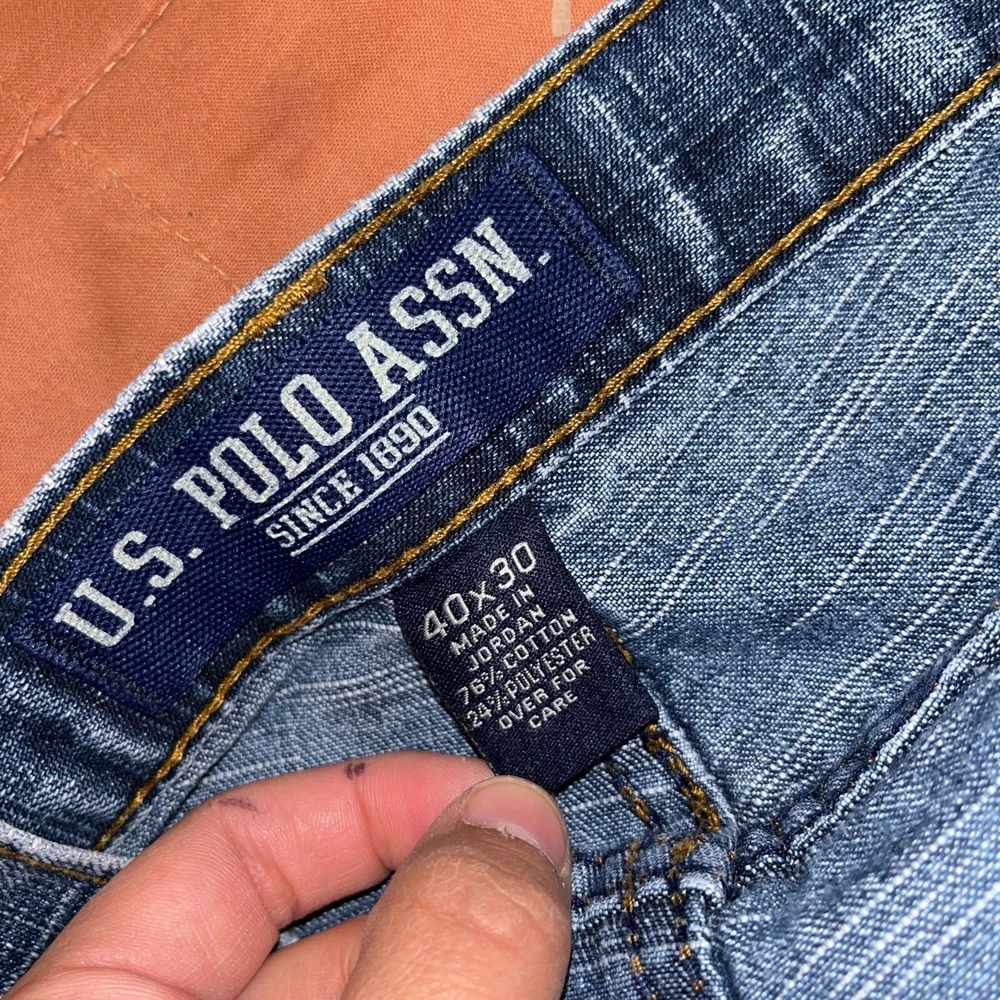 U.S. POLO ASSN.
SINCE 1890
40x30
MADE IN
JORDAN
76% COTTON
24% POLYESTER
OVER FOR
CARE